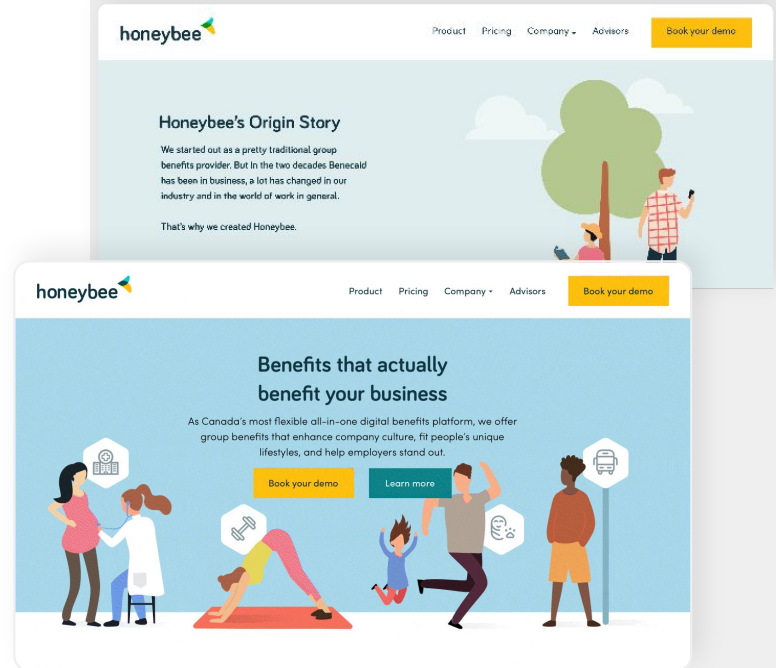 honeybee
Product Pricing Company Advisors Book your demo
Honeybee's Origin Story
We started out as a pretty traditional group
benefits provider. But In the two decades Benecaid
has been in business, a lot has changed in our
industry and in the world of work in general.
That's why we created Honeybee.
honeybee
Product Pricing Company Advisors Book your demo
Benefits that actually
benefit your business
As Canada's most flexible all-in-one digital benefits platform, we offer
group benefits that enhance company culture, fit people's unique
lifestyles, and help employers stand out.
Book your demo Learn more